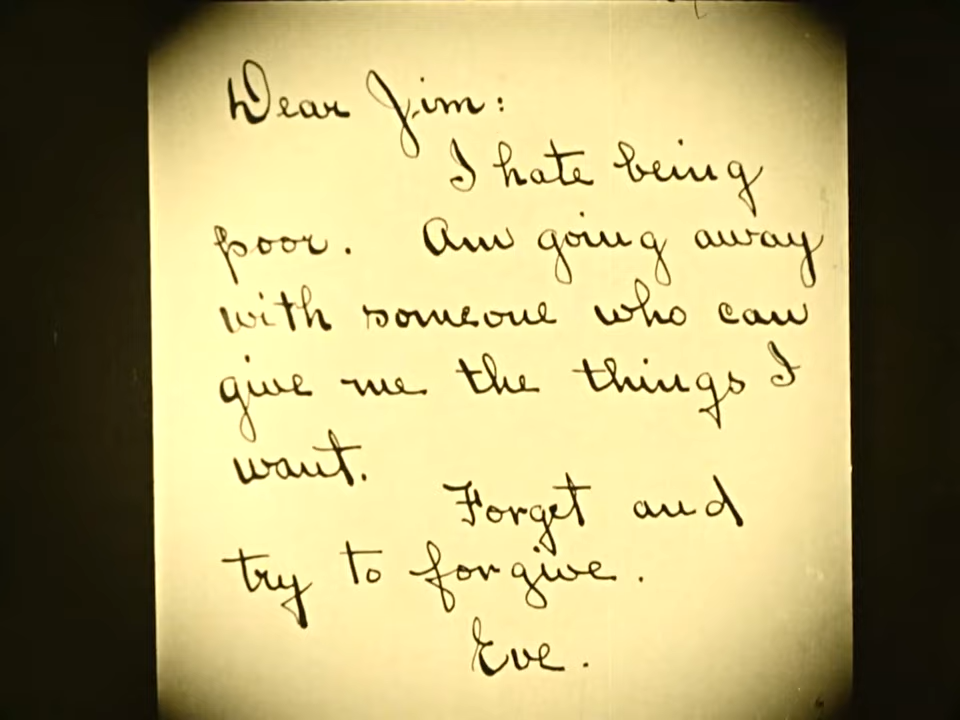 Dear Jim:
I hate being
poor. Am going away
with someone who can
give me the things I
want.
Forget and
try to forgive.
Eve.